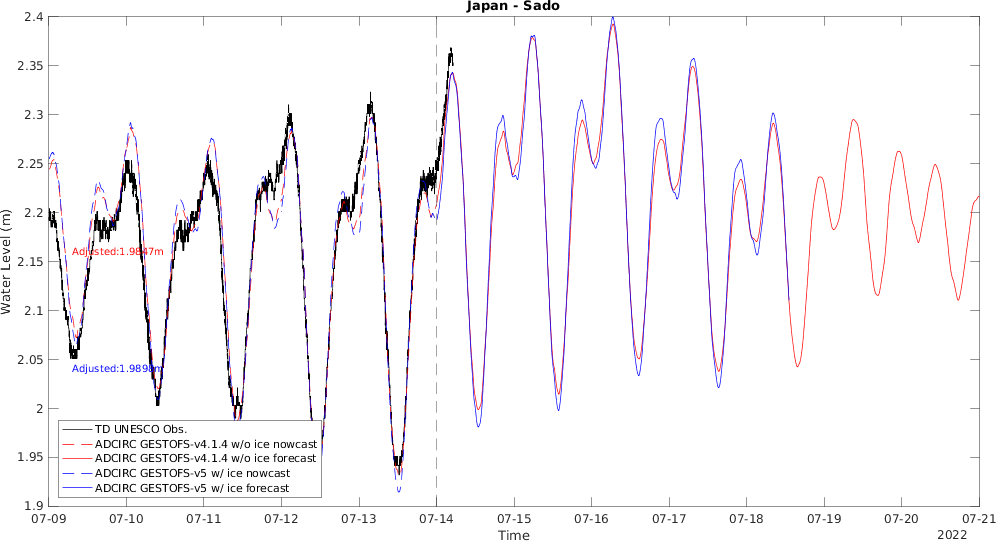 Japan - Sado
2.4
2.35
2.3
2.25
2.2
2.15
2.1
2.05
2
1.95
1.9
Water Level (m)
Adjusted:1.9847m
TD UNESCO Obs.
ADCIRC GESTOFS-v4.1.4 w/o ice nowcast
ADCIRC GESTOFS-v4.1.4 w/o ice forecast
ADCIRC GESTOFS-v5 w/ ice nowcast
ADCIRC GESTOFS-v5 w/ ice forecast
07-09 07-10 07-11 07-12 07-13 07-14 07-15 07-16 07-17 07-18 07-19 07-20 07-21
Time
2022